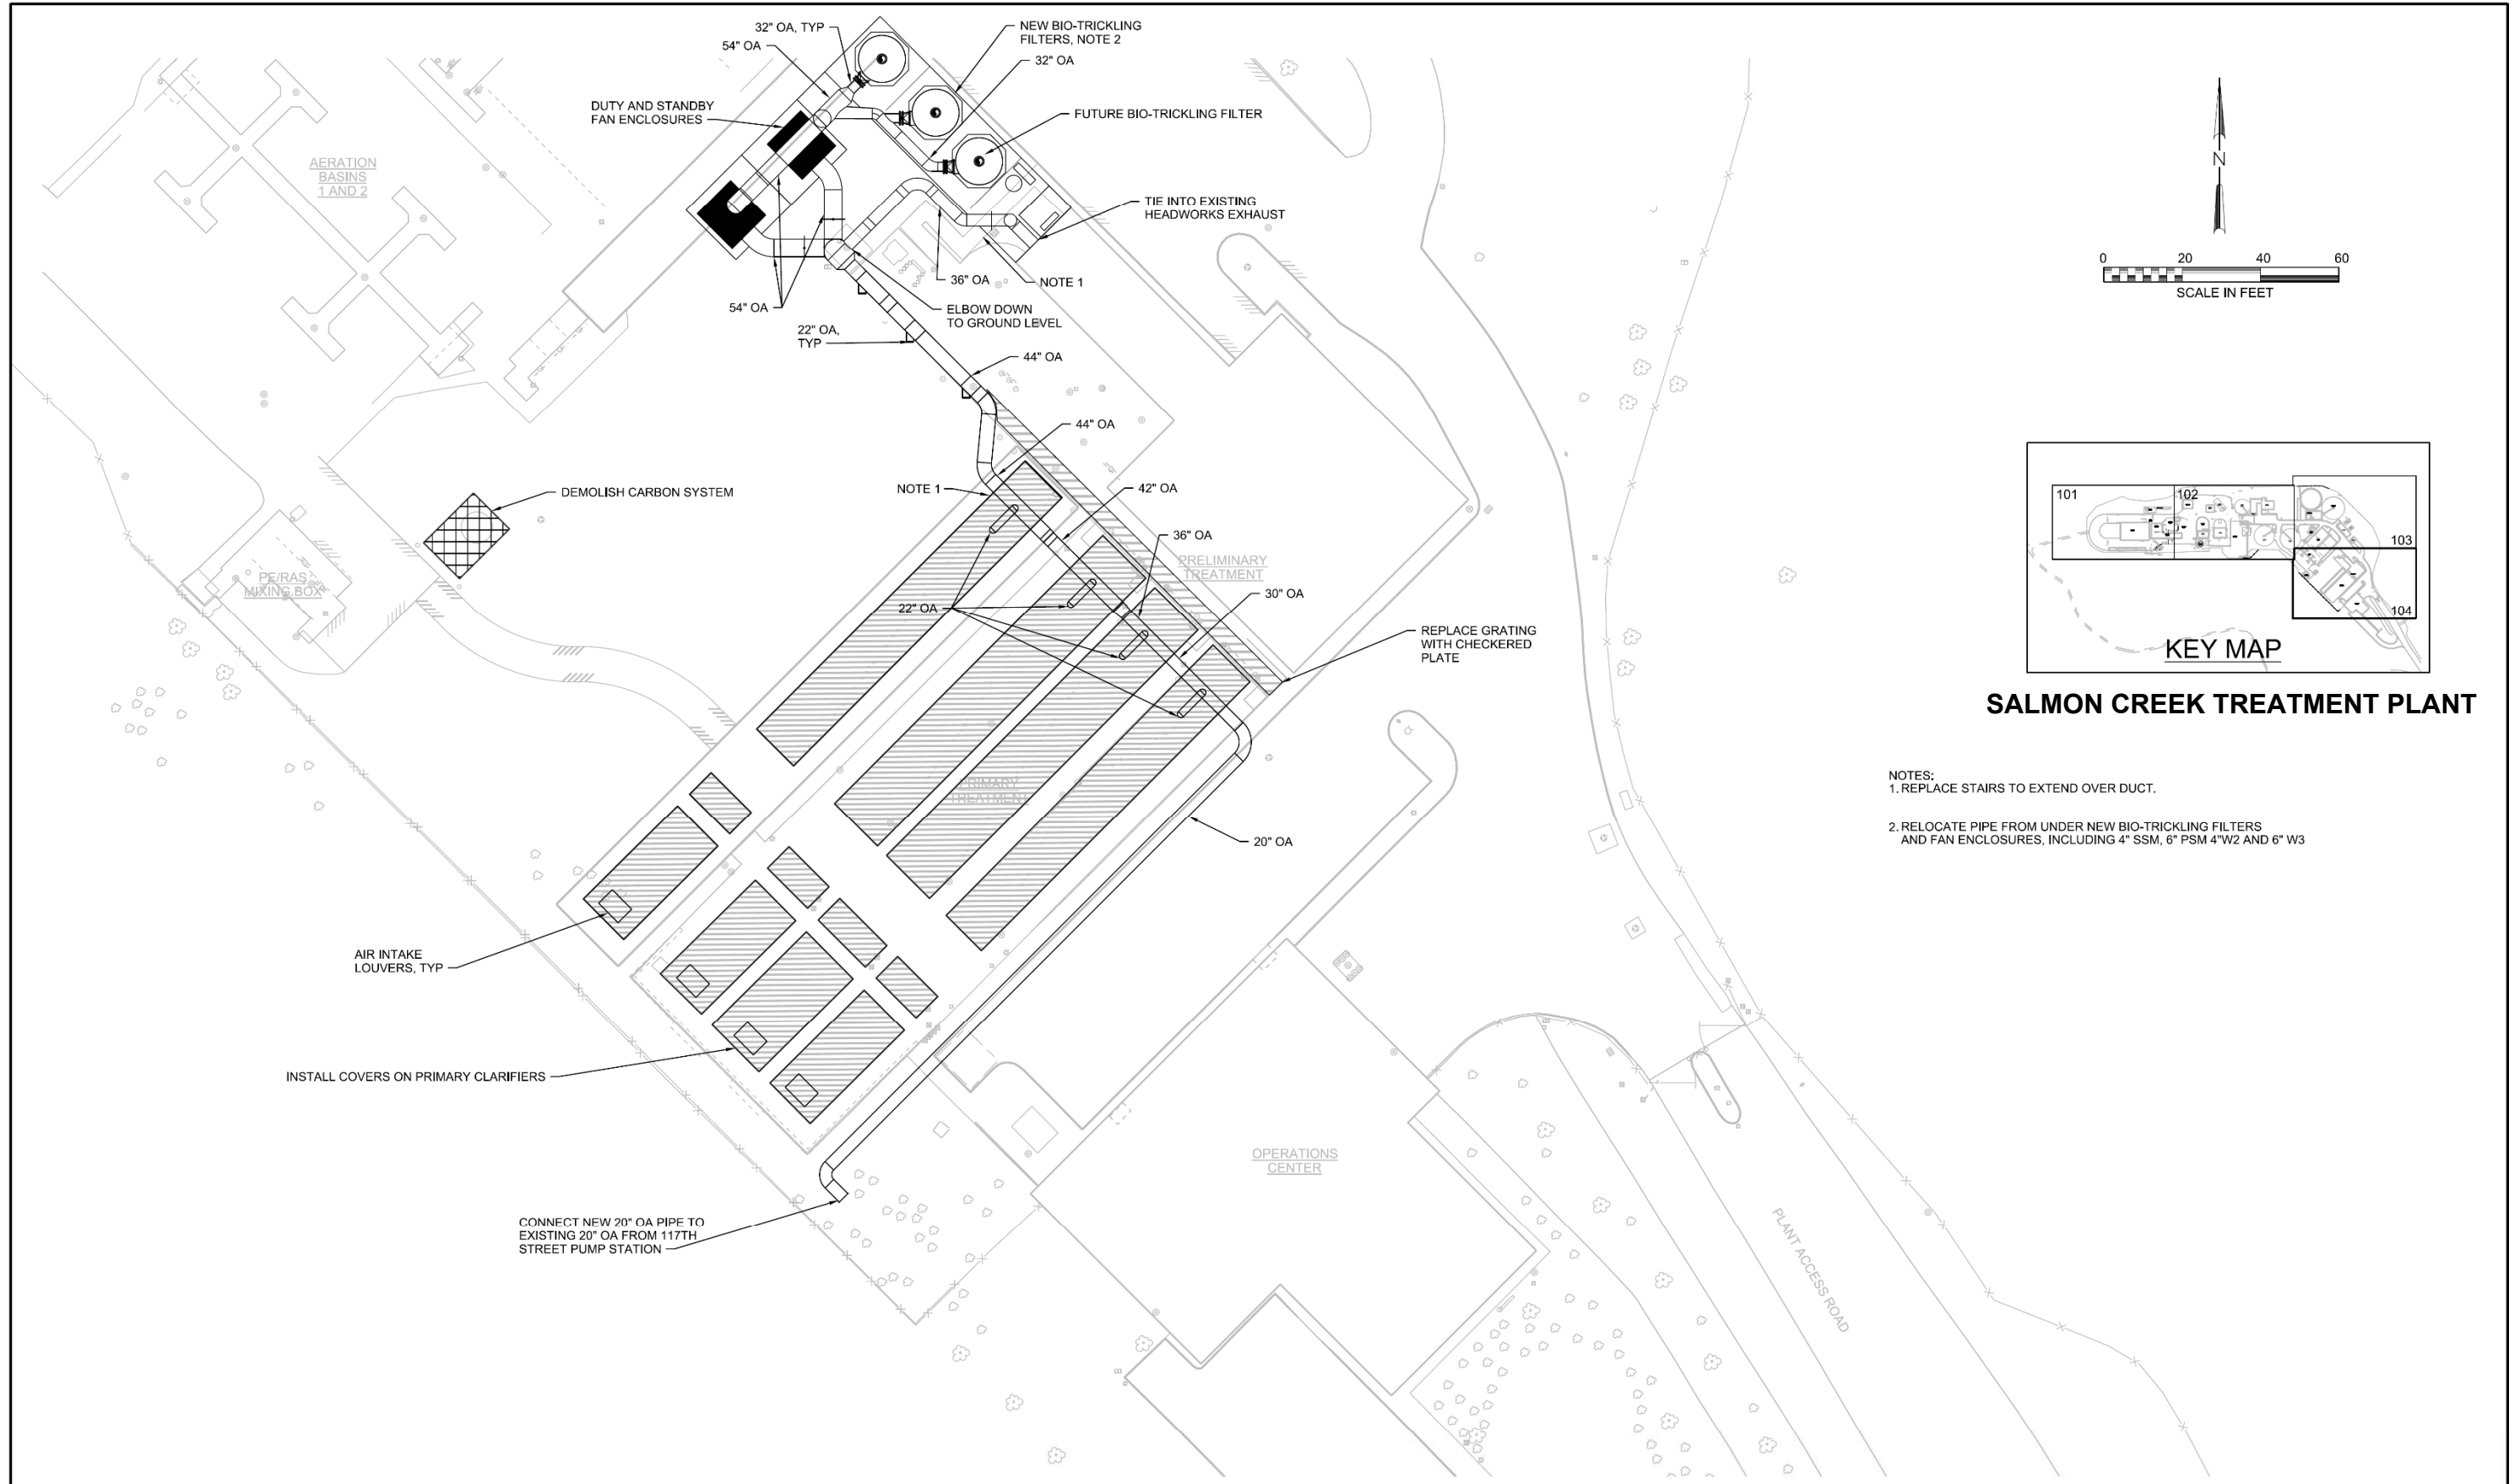 32" OA, TYP
54" OA
NEW BIO-TRICKLING
FILTERS, NOTE 2
32" OA
DUTY AND STANDBY
FAN ENCLOSURES
FUTURE BIO-TRICKLING FILTER
AERATION
BASINS
1 AND 2
TIE INTO EXISTING
HEADWORKS EXHAUST
36" OA
NOTE 1
54" OA
ELBOW DOWN
TO GROUND LEVEL
22" OA,
TYP
44" OA
44" OA
NOTE 1
42" OA
DEMOLISH CARBON SYSTEM
36" OA
PRELIMINARY
TREATMENT
PE/RAS
MIXING BOX
22" OA
30" OA
REPLACE GRATING
WITH CHECKERED
PLATE
PRIMARY
TREATMENT
20" OA
AIR INTAKE
LOUVERS, TYP
INSTALL COVERS ON PRIMARY CLARIFIERS
OPERATIONS
CENTER
CONNECT NEW 20" OA PIPE TO
EXISTING 20" OA FROM 117TH
STREET PUMP STATION
PLANT ACCESS ROAD
N
0 20 40 60
SCALE IN FEET
101
102
103
104
KEY MAP
SALMON CREEK TREATMENT PLANT
NOTES:
1. REPLACE STAIRS TO EXTEND OVER DUCT.
2. RELOCATE PIPE FROM UNDER NEW BIO-TRICKLING FILTERS
AND FAN ENCLOSURES, INCLUDING 4" SSM, 6" PSM 4"W2 AND 6" W3